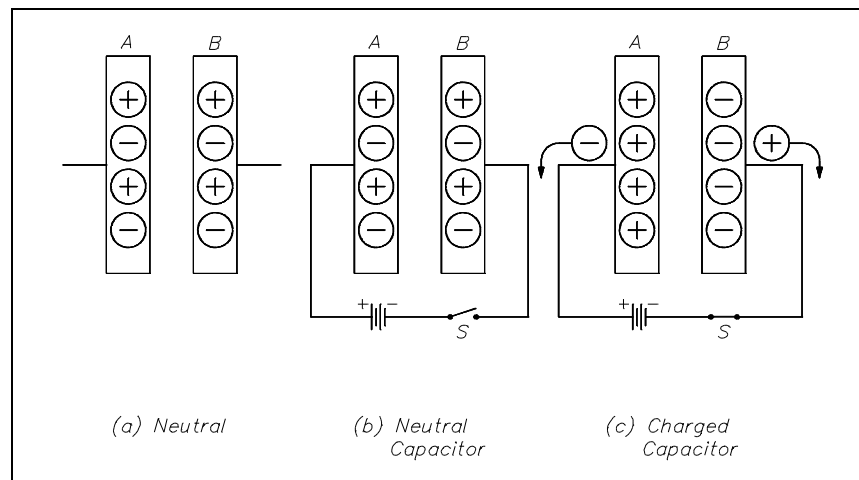 A B
+ +
− −
+ +
− −
(a) Neutral
A B
+ +
− −
+ +
− −
+ −
S
(b) Neutral
Capacitor
A B
+ −
− + − +
+ −
+ −
+ −
S
(c) Charged
Capacitor